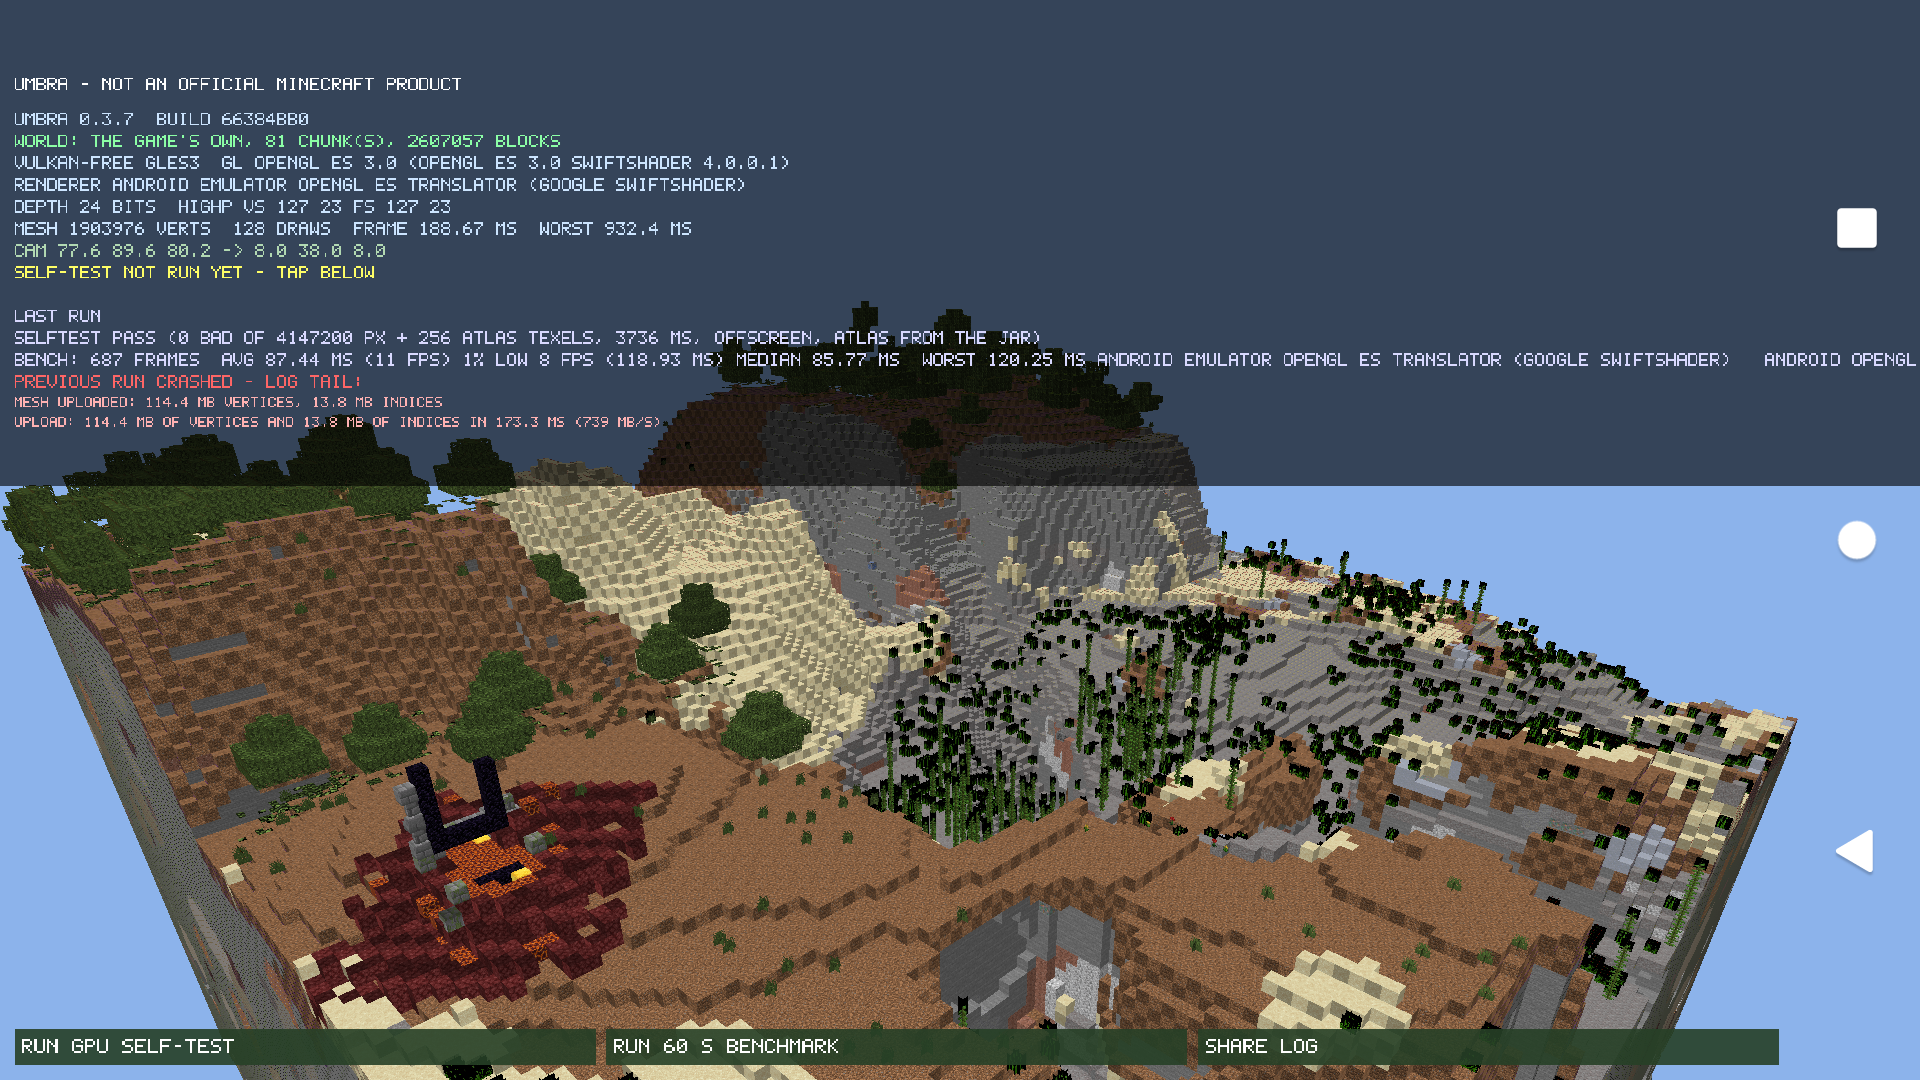 UMBRA - NOT AN OFFICIAL MINECRAFT PRODUCT
UMBRA 0.3.7 BUILD 66384BB0
WORLD: THE GAME'S OWN, 81 CHUNK(S), 2607057 BLOCKS
VULKAN-FREE GLES3 GL OPENGL ES 3.0 (OPENGL ES 3.0 SWIFTSHADER 4.0.0.1)
RENDERER ANDROID EMULATOR OPENGL ES TRANSLATOR (GOOGLE SWIFTSHADER)
DEPTH 24 BITS HIGHP VS 127 23 FS 127 23
MESH 1903976 VERTS 128 DRAWS FRAME 188.67 MS WORST 932.4 MS
CAM 77.6 89.6 80.2 -> 8.0 38.0 8.0
SELF-TEST NOT RUN YET - TAP BELOW
LAST RUN
SELFTEST PASS (0 BAD OF 4147200 PX + 256 ATLAS TEXELS, 3736 MS, OFFSCREEN, ATLAS FROM THE JAR)
BENCH: 687 FRAMES AVG 87.44 MS (11 FPS) 1% LOW 8 FPS (118.93 MS) MEDIAN 85.77 MS WORST 120.25 MS ANDROID EMULATOR OPENGL ES TRANSLATOR (GOOGLE SWIFTSHADER) ANDROID OPENGL
PREVIOUS RUN CRASHED - LOG TAIL:
MESH UPLOADED: 114.4 MB VERTICES, 13.8 MB INDICES
UPLOAD: 114.4 MB OF VERTICES AND 13.8 MB OF INDICES IN 173.3 MS (739 MB/S)
RUN GPU SELF-TEST
RUN 60 S BENCHMARK
SHARE LOG